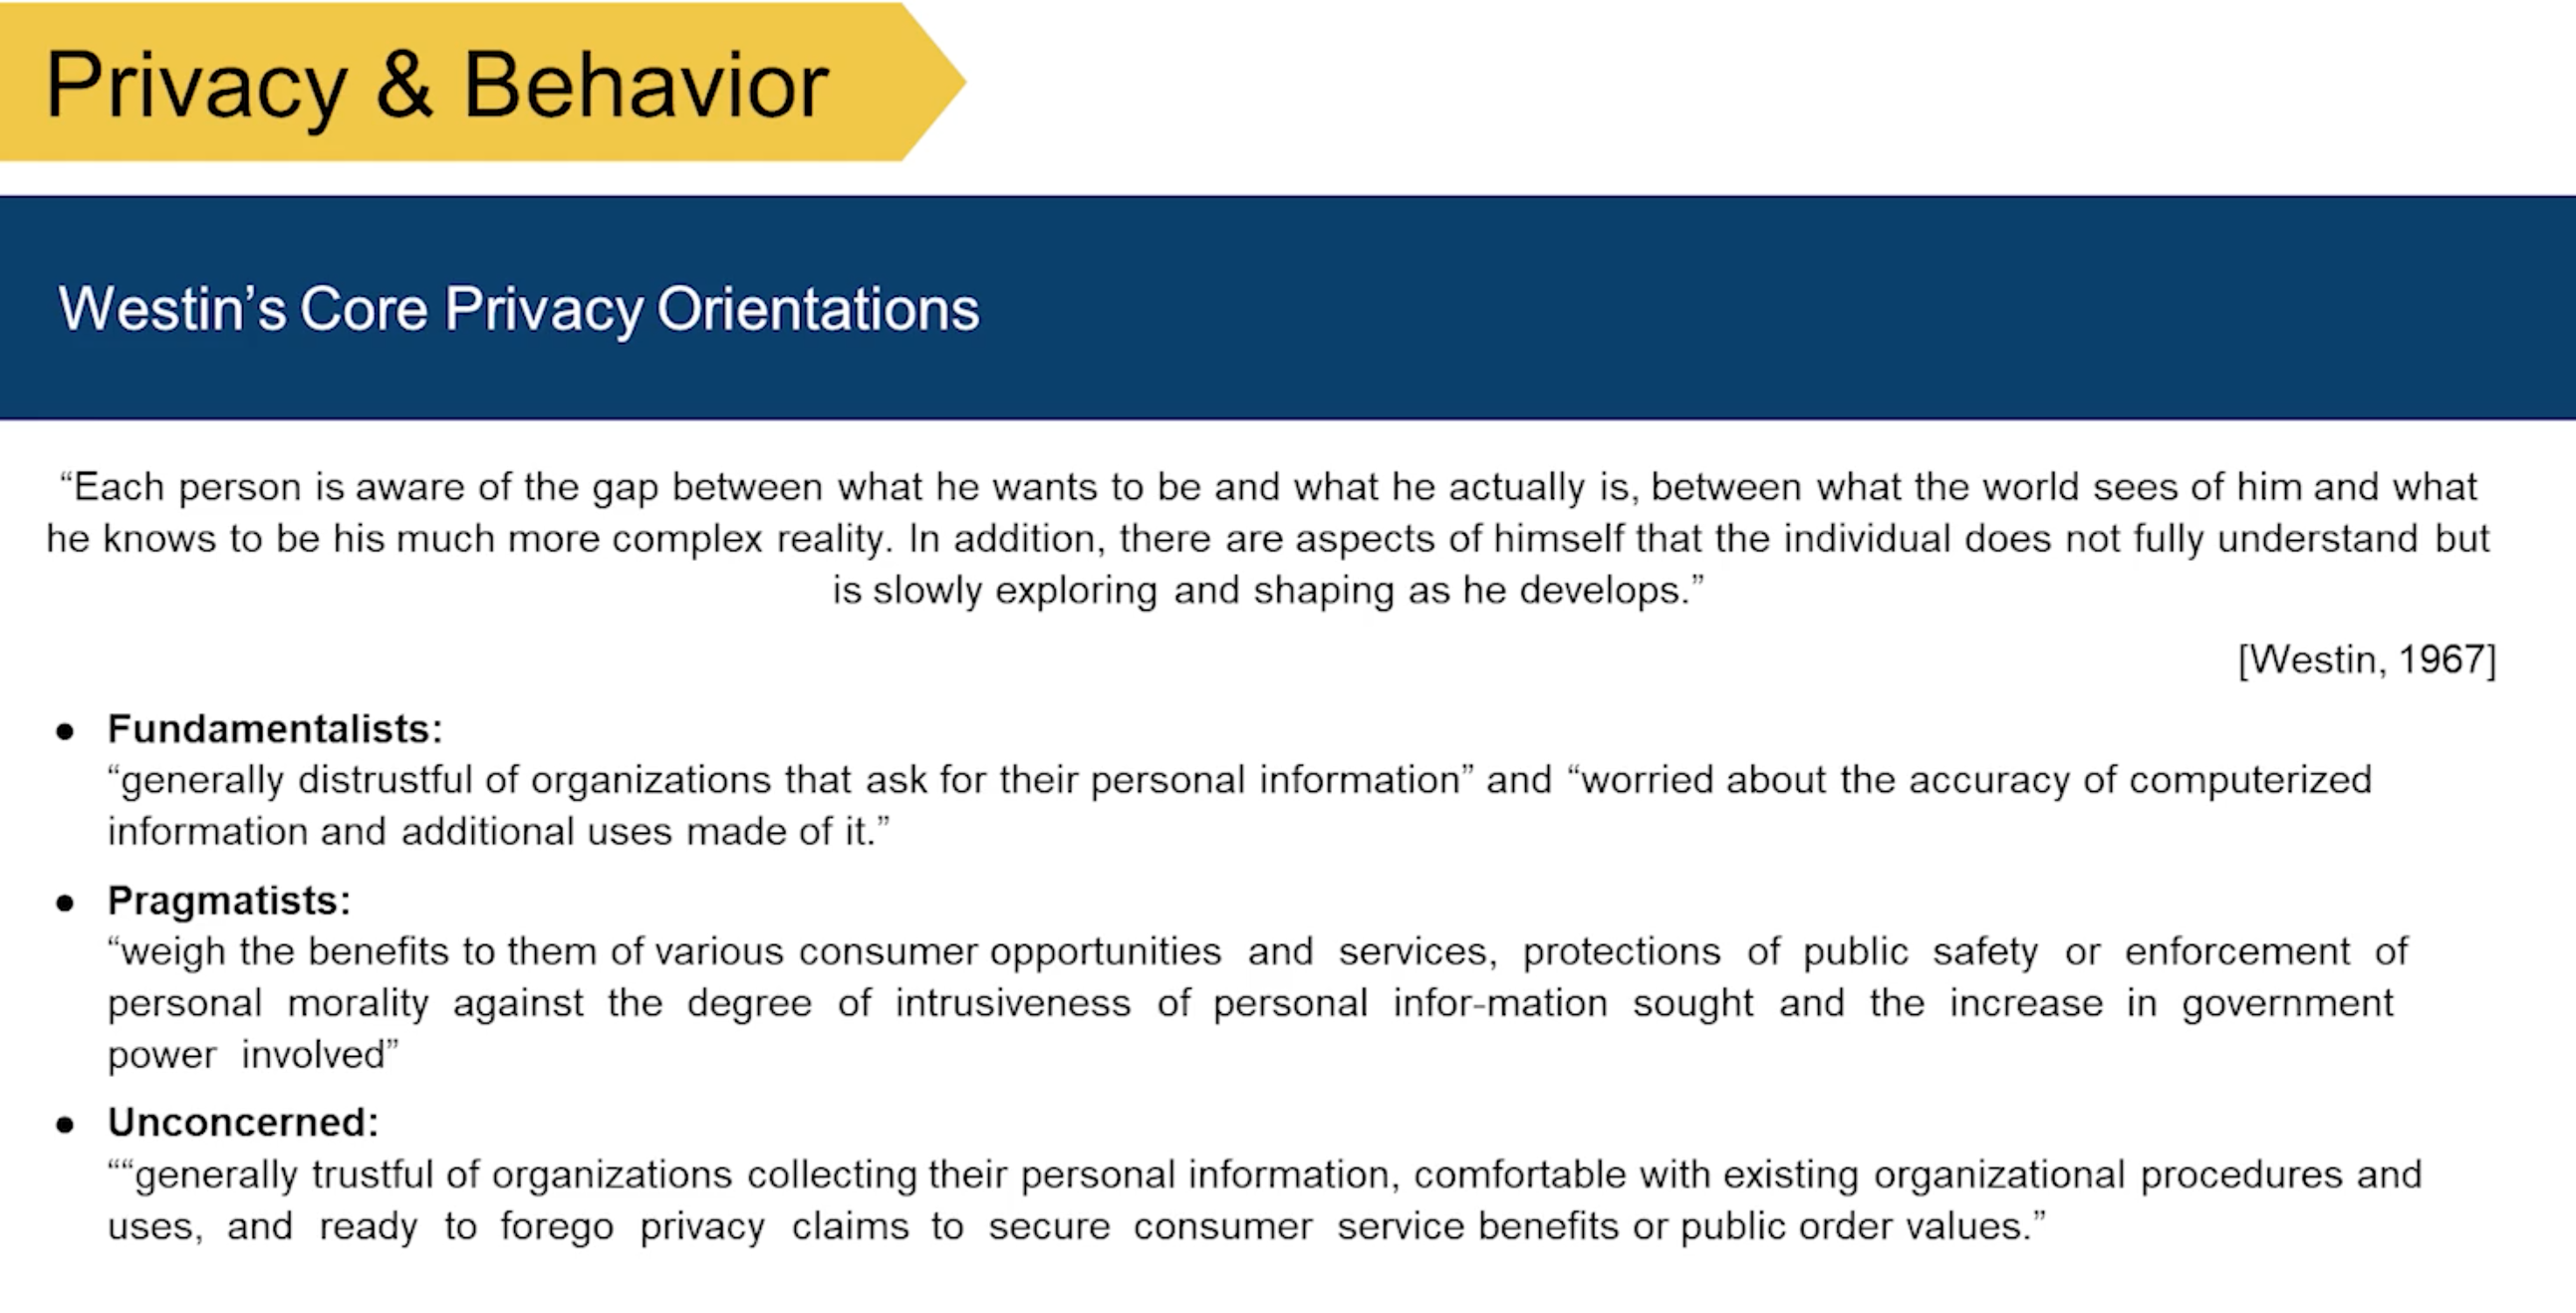 Privacy & Behavior
Westin’s Core Privacy Orientations
“Each person is aware of the gap between what he wants to be and what he actually is, between what the world sees of him and what
he knows to be his much more complex reality. In addition, there are aspects of himself that the individual does not fully understand but
is slowly exploring and shaping as he develops.”
[Westin, 1967]
● Fundamentalists:
“generally distrustful of organizations that ask for their personal information” and “worried about the accuracy of computerized
information and additional uses made of it.”
● Pragmatists:
“weigh the benefits to them of various consumer opportunities and services, protections of public safety or enforcement of
personal morality against the degree of intrusiveness of personal infor-mation sought and the increase in government
power involved”
● Unconcerned:
““generally trustful of organizations collecting their personal information, comfortable with existing organizational procedures and
uses, and ready to forego privacy claims to secure consumer service benefits or public order values.”